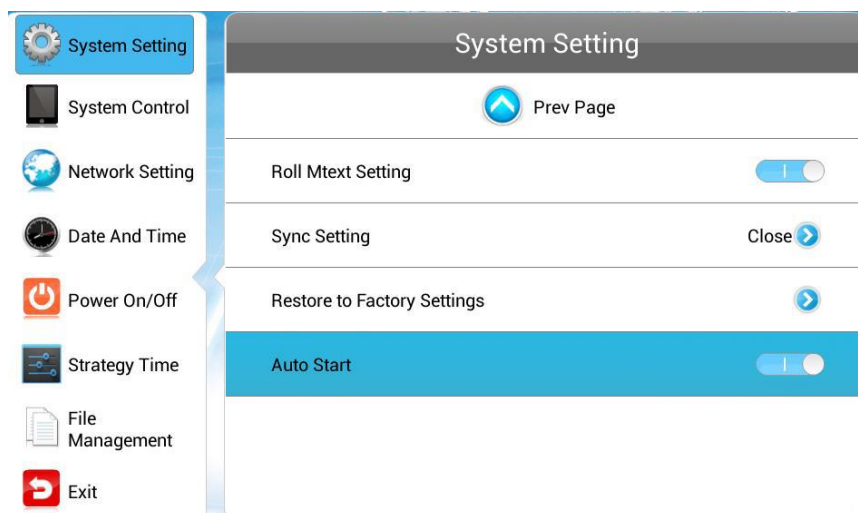 System Setting
System Control
Network Setting
Date And Time
Power On/Off
Strategy Time
File
Management
Exit
System Setting
Prev Page
Roll Mtext Setting
Sync Setting
Close
Restore to Factory Settings
Auto Start